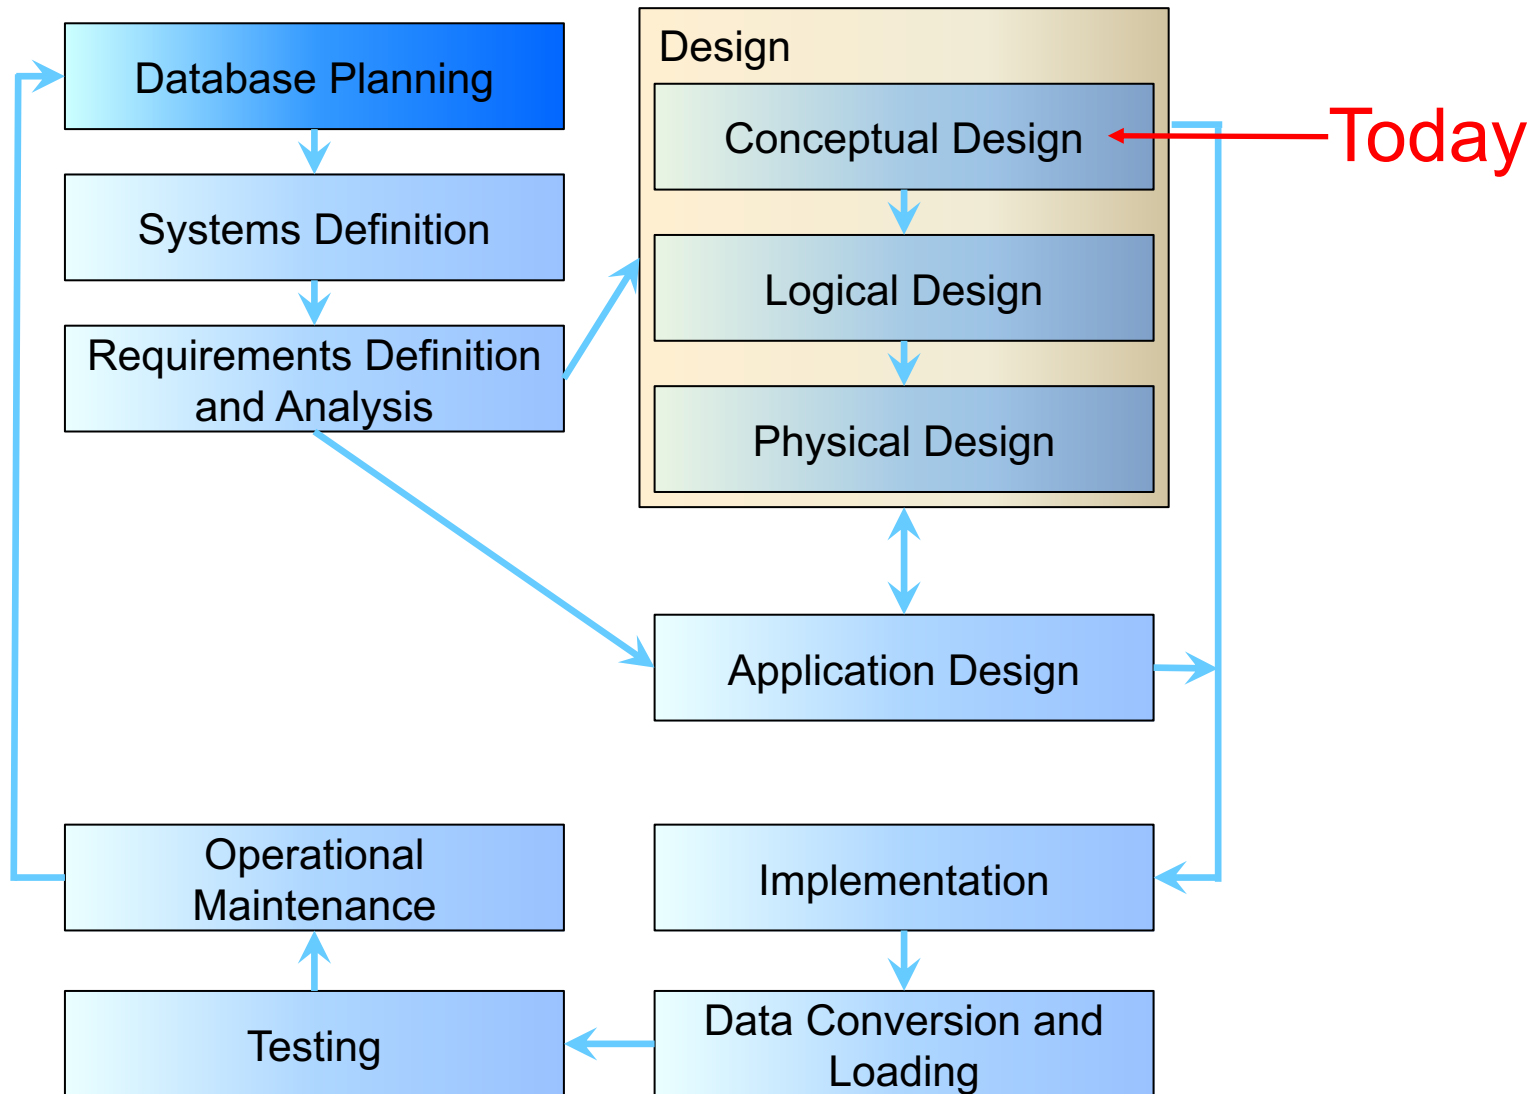 Database Planning
Systems Definition
Requirements Definition
and Analysis
Design
Conceptual Design
Today
Logical Design
Physical Design
Application Design
Operational
Maintenance
Implementation
Testing
Data Conversion and
Loading